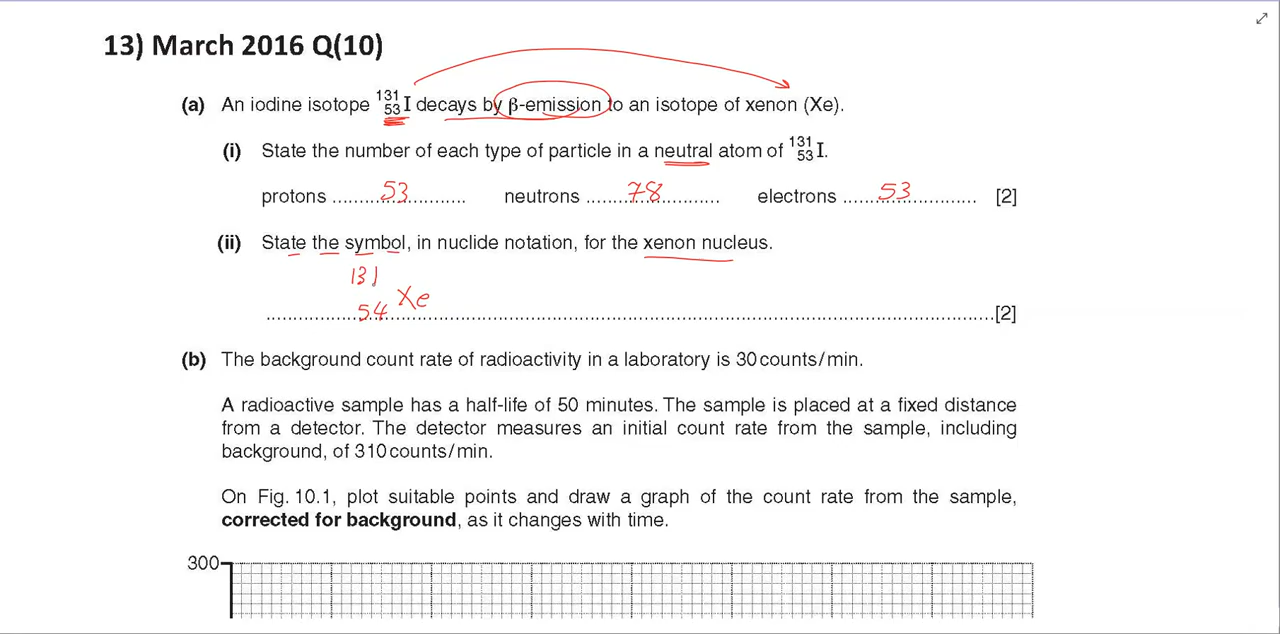 13) March 2016 Q(10)
(a) An iodine isotope ¹³¹₅₃I decays by β-emission to an isotope of xenon (Xe).
(i) State the number of each type of particle in a neutral atom of ¹³¹₅₃I.
protons ..........53............ neutrons .........78............ electrons .........53............ [2]
(ii) State the symbol, in nuclide notation, for the xenon nucleus.
131
54 Xe ..........[2]
(b) The background count rate of radioactivity in a laboratory is 30 counts/min.
A radioactive sample has a half-life of 50 minutes. The sample is placed at a fixed distance
from a detector. The detector measures an initial count rate from the sample, including
background, of 310 counts/min.
On Fig. 10.1, plot suitable points and draw a graph of the count rate from the sample,
corrected for background, as it changes with time.
300